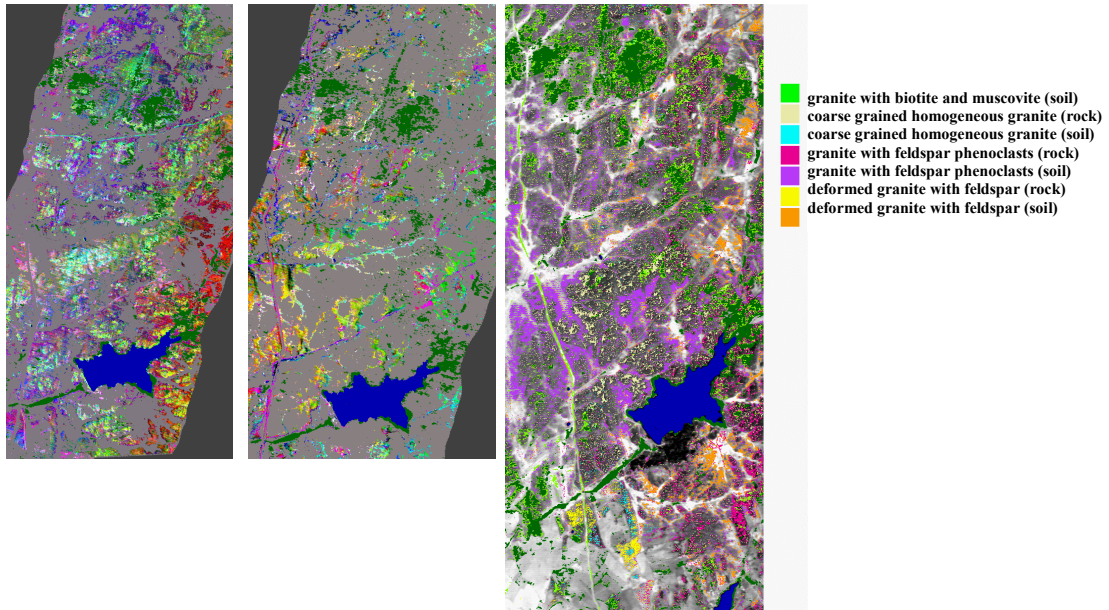 granite with biotite and muscovite (soil)
coarse grained homogeneous granite (rock)
coarse grained homogeneous granite (soil)
granite with feldspar phenoclasts (rock)
granite with feldspar phenoclasts (soil)
deformed granite with feldspar (rock)
deformed granite with feldspar (soil)